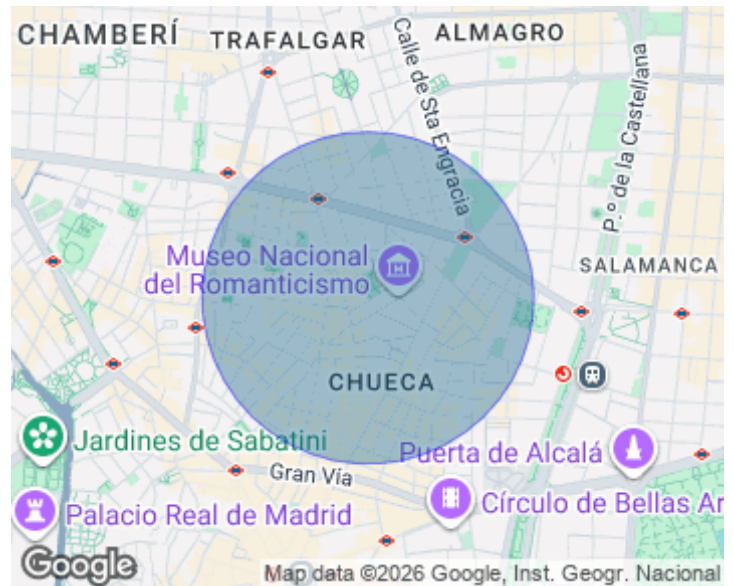 CHAMBERÍ
TRAFALGAR
ALMAGRO
Calle de Sta Engracia
P.º de la Castellana
Museo Nacional
del Romanticismo
SALAMANCA
CHUECA
Jardines de Sabatini
Puerta de Alcalá
Gran Vía
Palacio Real de Madrid
Círculo de Bellas Ar
Google
Map data ©2026 Google, Inst. Geogr. Nacional